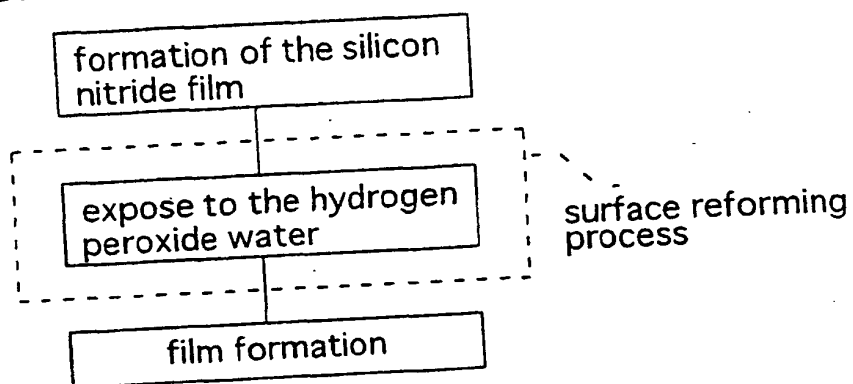 formation of the silicon
nitride film
expose to the hydrogen
peroxide water
surface reforming
process
film formation